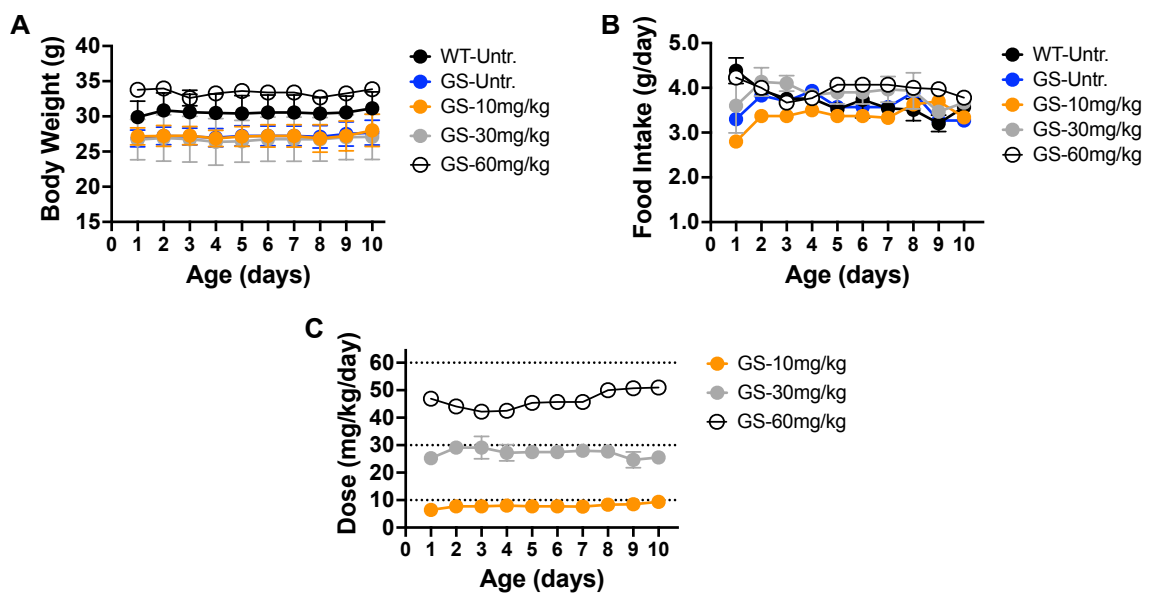 A
Body Weight (g)
40
35
30
25
20
15
0 1 2 3 4 5 6 7 8 9 10
Age (days)
WT-Untr.
GS-Untr.
GS-10mg/kg
GS-30mg/kg
GS-60mg/kg
B
Food Intake (g/day)
5.0
4.0
3.0
2.0
1.0
0 1 2 3 4 5 6 7 8 9 10
Age (days)
WT-Untr.
GS-Untr.
GS-10mg/kg
GS-30mg/kg
GS-60mg/kg
C
Dose (mg/kg/day)
60
50
40
30
20
10
0
0 1 2 3 4 5 6 7 8 9 10
Age (days)
GS-10mg/kg
GS-30mg/kg
GS-60mg/kg